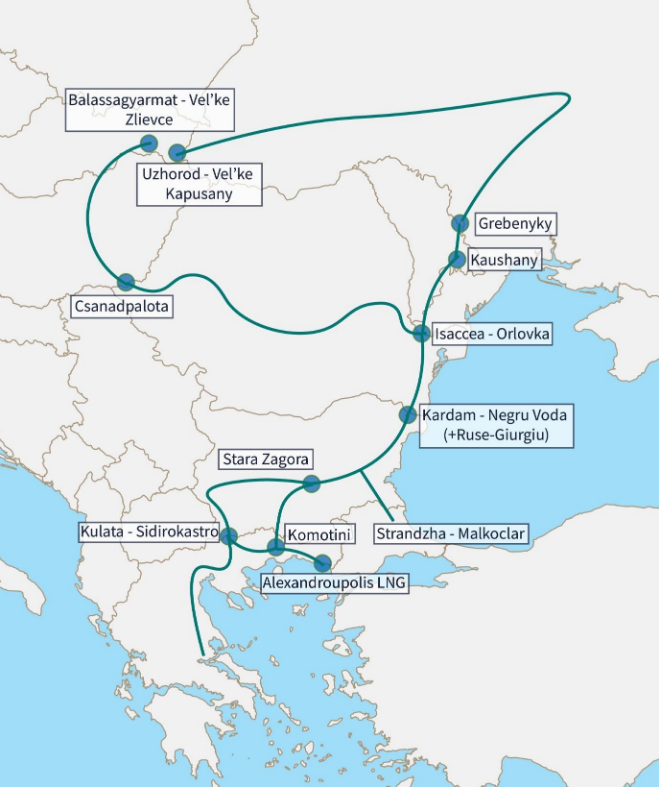 Balassagyarmat - Vel'ke
Zlievce
Uzhorod - Vel'ke
Kapusany
Grebenyky
Kaushany
Csanadpalota
Isaccea - Orlovka
Kardam - Negru Voda
(+Ruse-Giurgiu)
Stara Zagora
Kulata - Sidirokastro
Komotini
Strandzha - Malkoclar
Alexandroupolis LNG